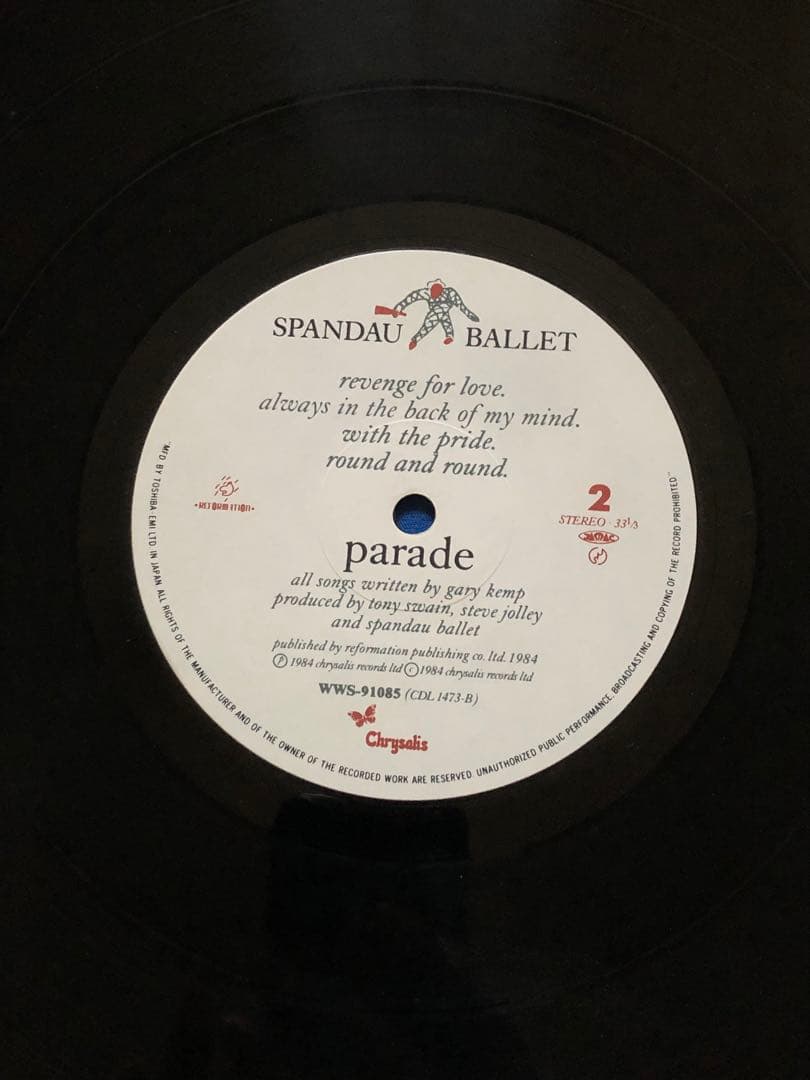 SPANDAU BALLET
revenge for love.
always in the back of my mind.
with the pride.
round and round.
•REFORMATION•
2
STEREO · 33⅓
JASRAC
parade
all songs written by gary kemp
produced by tony swain, steve jolley
and spandau ballet
published by reformation publishing co. ltd. 1984
Ⓟ 1984 chrysalis records ltd Ⓒ 1984 chrysalis records ltd
WWS-91085 (CDL 1473-B)
Chrysalis
"MF'D BY TOSHIBA EMI LTD. IN JAPAN ALL RIGHTS OF THE MANUFACTURER AND OF THE OWNER OF THE RECORDED WORK ARE RESERVED. UNAUTHORIZED PUBLIC PERFORMANCE, BROADCASTING AND COPYING OF THE RECORD PROHIBITED"